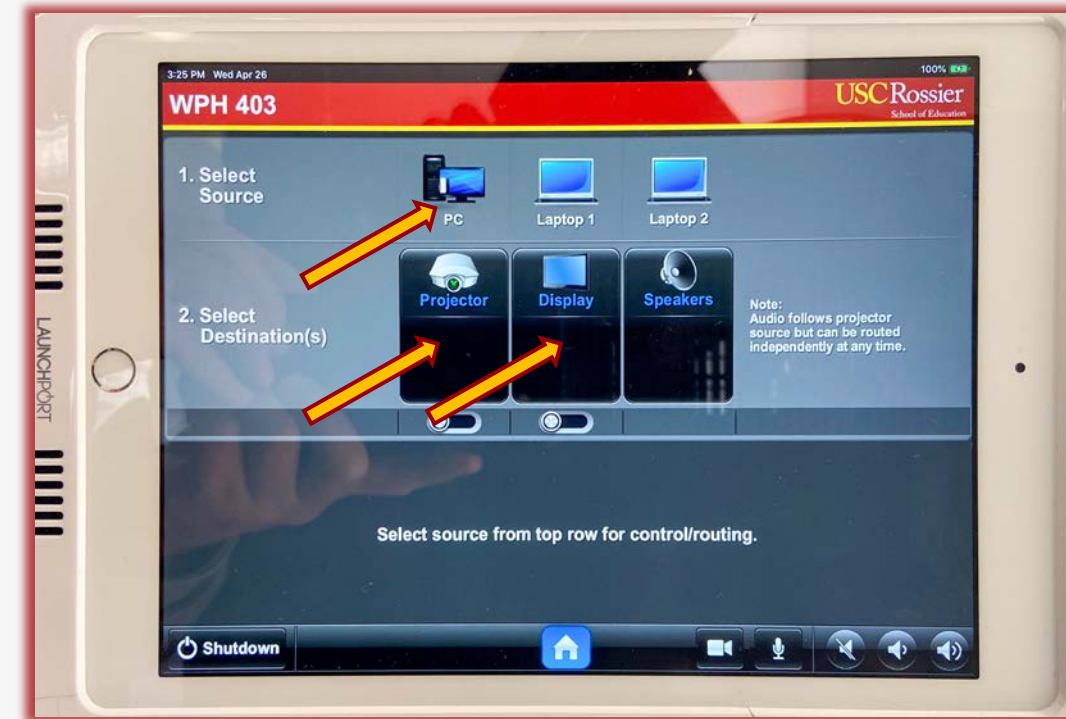 3:25 PM Wed Apr 26
100%
WPH 403
USC Rossier
School of Education
1. Select
Source
PC
Laptop 1
Laptop 2
2. Select
Destination(s)
Projector
Display
Speakers
Note:
Audio follows projector
source but can be routed
independently at any time.
LAUNCHPORT
Select source from top row for control/routing.
Shutdown